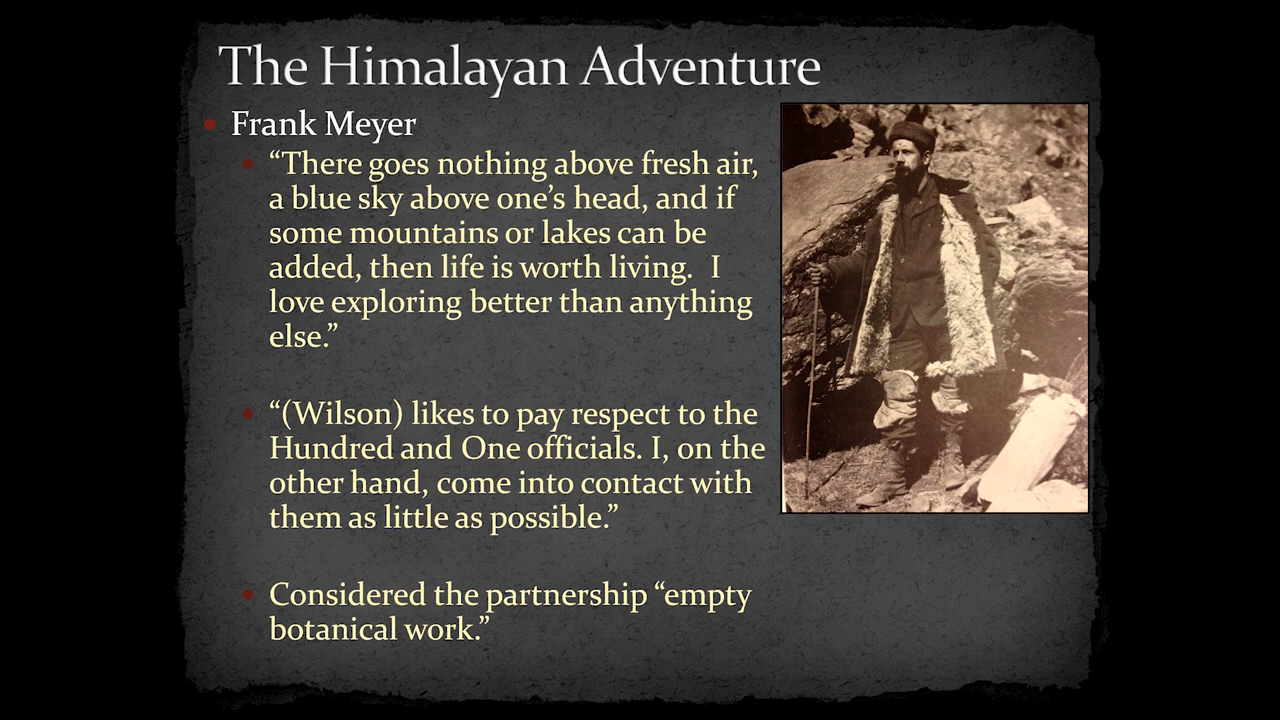 The Himalayan Adventure
Frank Meyer
“There goes nothing above fresh air,
a blue sky above one’s head, and if
some mountains or lakes can be
added, then life is worth living.  I
love exploring better than anything
else.”
“(Wilson) likes to pay respect to the
Hundred and One officials. I, on the
other hand, come into contact with
them as little as possible.”
Considered the partnership “empty
botanical work.”